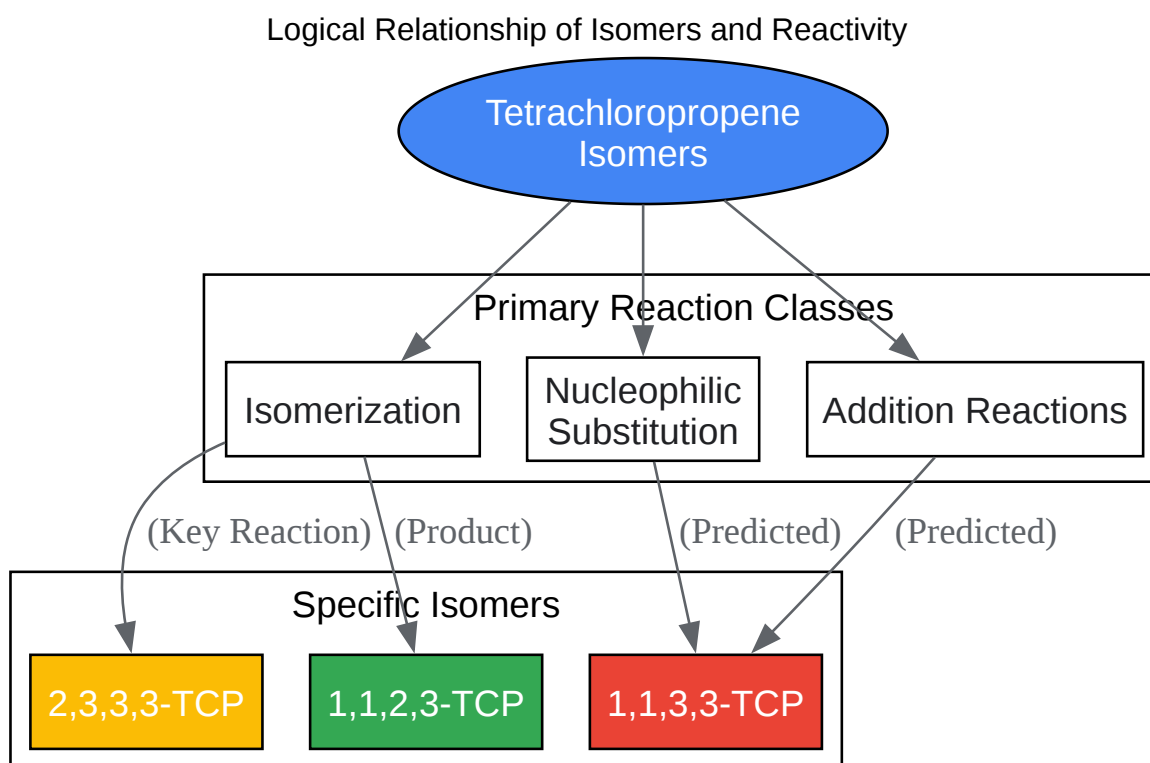 Logical Relationship of Isomers and Reactivity
Tetrachloropropene
Isomers
Primary Reaction Classes
Isomerization
Nucleophilic
Substitution
Addition Reactions
(Key Reaction)
(Product)
(Predicted)
(Predicted)
Specific Isomers
2,3,3,3-TCP
1,1,2,3-TCP
1,1,3,3-TCP